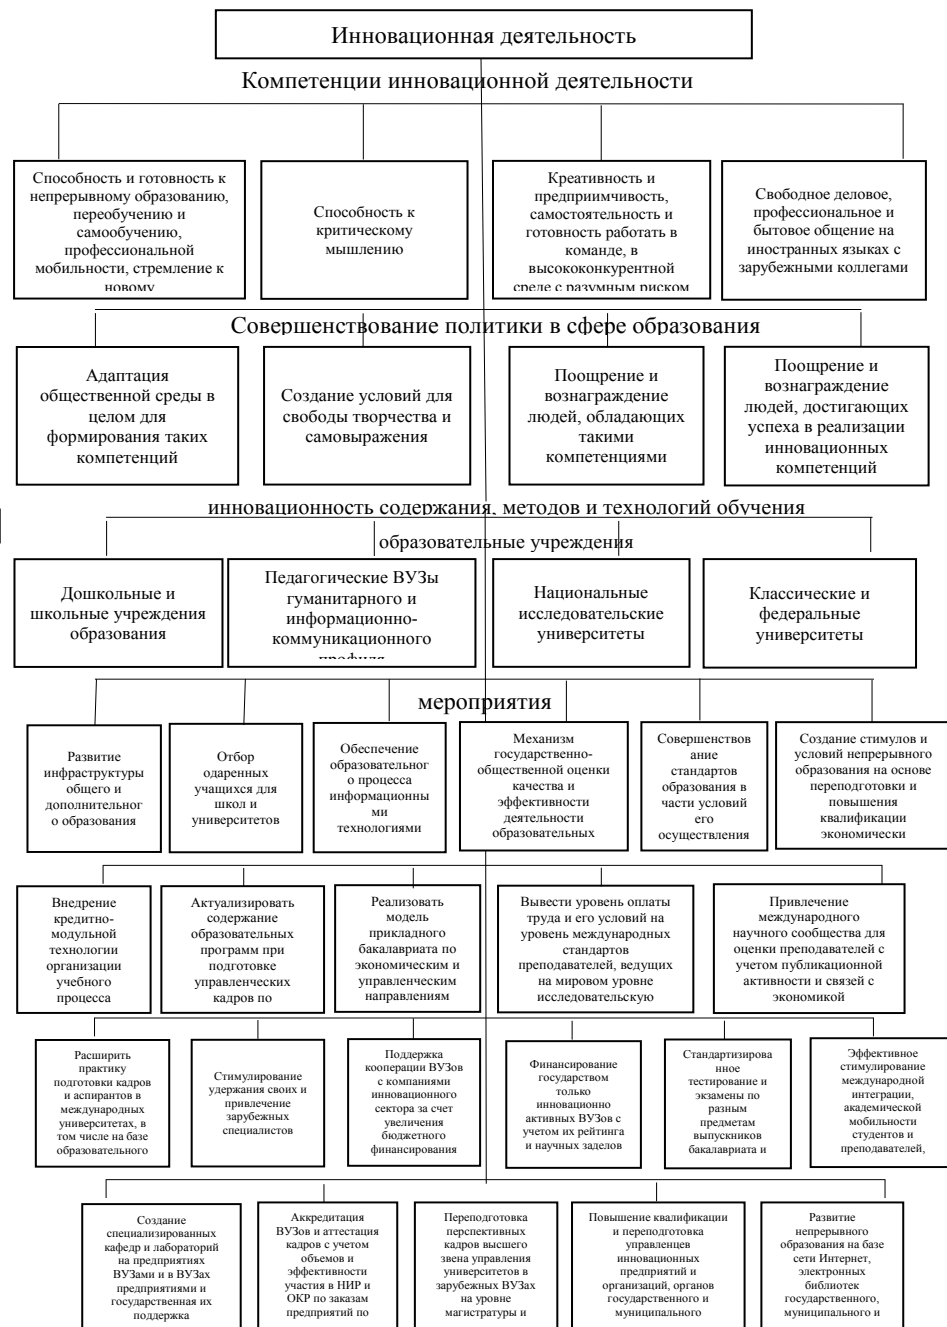 Инновационная деятельность
Компетенции инновационной деятельности
Способность и готовность к
непрерывному образованию,
переобучению и
самообучению,
профессиональной
мобильности, стремление к
новому
Способность к
критическому
мышлению
Креативность и
предприимчивость,
самостоятельность и
готовность работать в
команде, в
высококонкурентной
среде с разумным риском
Свободное деловое,
профессиональное и
бытовое общение на
иностранных языках с
зарубежными коллегами
Совершенствование политики в сфере образования
Адаптация
общественной среды в
целом для
формирования таких
компетенций
Создание условий для
свободы творчества и
самовыражения
Поощрение и
вознаграждение
людей, обладающих
такими
компетенциями
Поощрение и
вознаграждение
людей, достигающих
успеха в реализации
инновационных
компетенций
инновационность содержания, методов и технологий обучения
образовательные учреждения
Дошкольные и
школьные учреждения
образования
Педагогические ВУЗы
гуманитарного и
информационно-
коммуникационного
профиля
Национальные
исследовательские
университеты
Классические и
федеральные
университеты
мероприятия
Развитие
инфраструктуры
общего и
дополнительног
о образования
Отбор
одаренных
учащихся для
школ и
университетов
Обеспечение
образовательног
о процесса
информационны
ми
технологиями
Механизм
государственно-
общественной оценки
качества и
эффективности
деятельности
образовательных
Совершенствов
ание
стандартов
образования в
части условий
его
осуществления
Создание стимулов и
условий непрерывного
образования на основе
переподготовки и
повышения
квалификации
экономически
Внедрение
кредитно-
модульной
технологии
организации
учебного
процесса
Актуализировать
содержание
образовательных
программ при
подготовке
управленческих
кадров по
Реализовать
модель
прикладного
бакалавриата по
экономическим и
управленческим
направлениям
Вывести уровень оплаты
труда и его условий на
уровень международных
стандартов
преподавателей, ведущих
на мировом уровне
исследовательскую
Привлечение
международного
научного сообщества для
оценки преподавателей с
учетом публикационной
активности и связей с
экономикой
Расширить
практику
подготовки кадров
и аспирантов в
международных
университетах, в
том числе на базе
образовательного
Стимулирование
удержания своих и
привлечение
зарубежных
специалистов
Поддержка
кооперации ВУЗов
с компаниями
инновационного
сектора за счет
увеличения
бюджетного
финансирования
Финансирование
государством
только
инновационно
активных ВУЗов с
учетом их рейтинга
и научных заделов
Стандартизирова
нное
тестирование и
экзамены по
разным
предметам
выпускников
бакалавриата и
Эффективное
стимулирование
международной
интеграции,
академической
мобильности
студентов и
преподавателей,
Создание
специализированных
кафедр и лабораторий
на предприятиях
ВУЗами и в ВУЗах
предприятиями и
государственная их
поддержка
Аккредитация
ВУЗов и аттестация
кадров с учетом
объемов и
эффективности
участия в НИР и
ОКР по заказам
предприятий по
Переподготовка
перспективных
кадров высшего
звена управления
университетов в
зарубежных ВУЗах
на уровне
магистратуры и
Повышение квалификации
и переподготовка
управленцев
инновационных
предприятий и
организаций, органов
государственного и
муниципального
Развитие
непрерывного
образования на базе
сети Интернет,
электронных
библиотек
государственного,
муниципального и